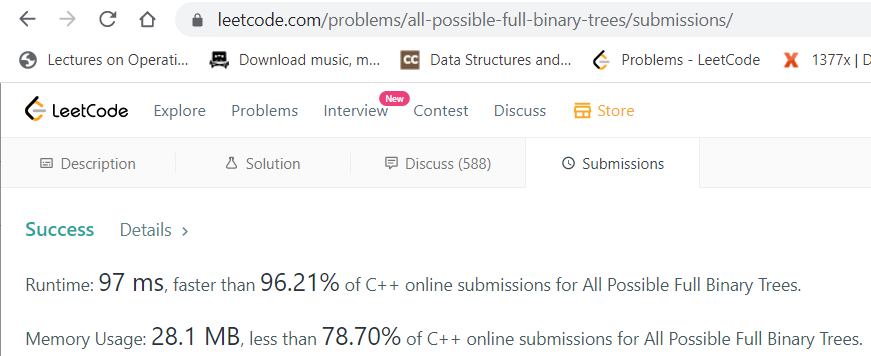 leetcode.com/problems/all-possible-full-binary-trees/submissions/
Lectures on Operati... Download music, m... CC Data Structures and... Problems - LeetCode X 1377x | D
LeetCode Explore Problems Interview New Contest Discuss Store
Description Solution Discuss (588) Submissions
Success Details >
Runtime: 97 ms, faster than 96.21% of C++ online submissions for All Possible Full Binary Trees.
Memory Usage: 28.1 MB, less than 78.70% of C++ online submissions for All Possible Full Binary Trees.